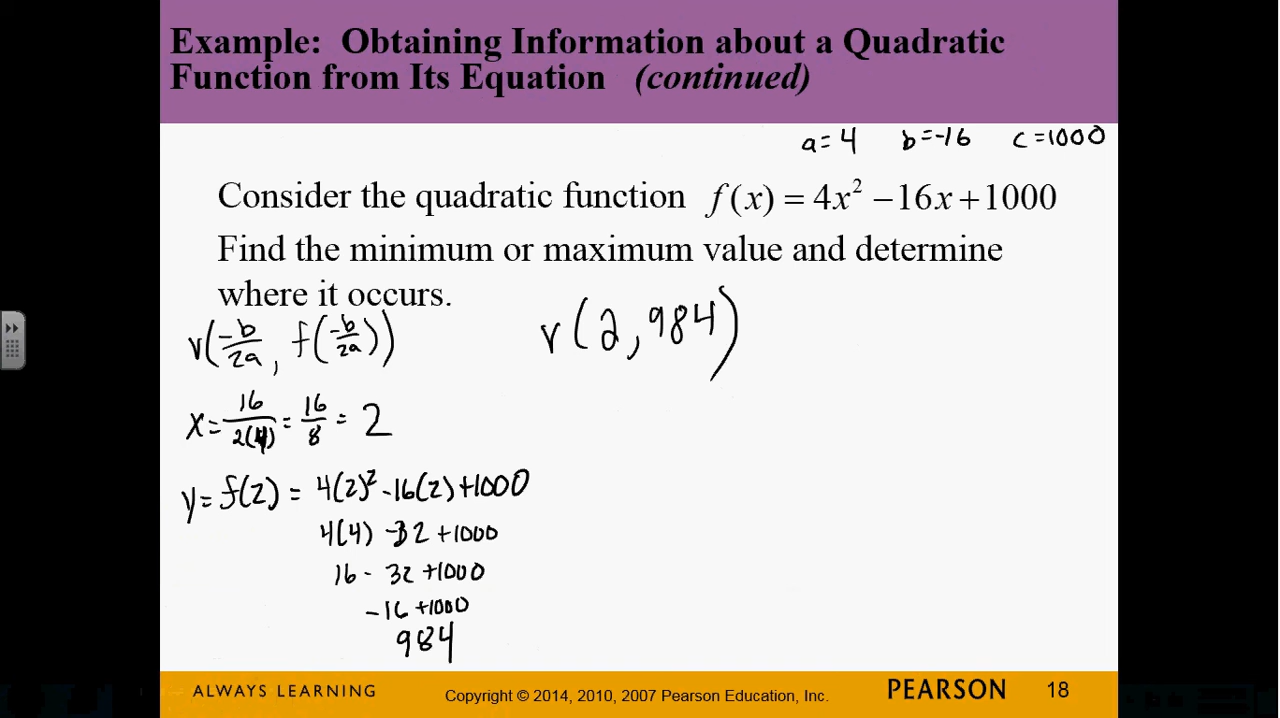 Example: Obtaining Information about a Quadratic
Function from Its Equation (continued)
a = 4 b = -16 c = 1000
Consider the quadratic function f(x) = 4x² − 16x + 1000
Find the minimum or maximum value and determine
where it occurs.
v(-b/2a, f(-b/2a))
v(2, 984)
x = 16/2(4) = 16/8 = 2
y = f(2) = 4(2)² - 16(2) + 1000
4(4) - 32 + 1000
16 - 32 + 1000
-16 + 1000
984
ALWAYS LEARNING
Copyright © 2014, 2010, 2007 Pearson Education, Inc.
PEARSON
18